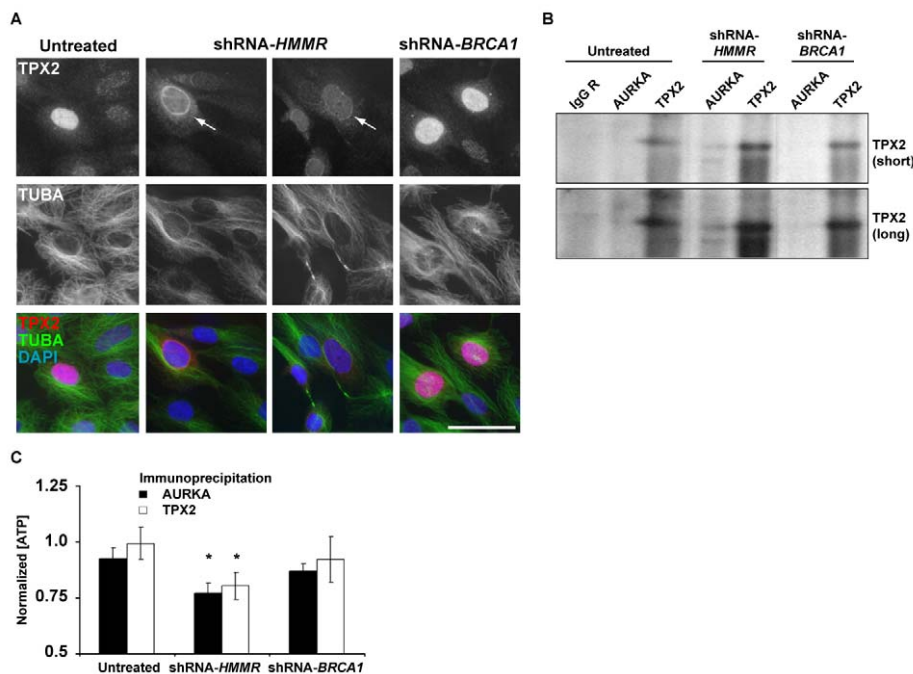 A
Untreated
shRNA-HMMR
shRNA-BRCA1
TPX2
TUBA
TPX2
TUBA
DAPI
B
Untreated
shRNA-
HMMR
shRNA-
BRCA1
IgG R
AURKA
TPX2
AURKA
TPX2
AURKA
TPX2
TPX2
(short)
TPX2
(long)
C
Immunoprecipitation
AURKA
TPX2
Normalized [ATP]
1.25
1.0
0.75
0.5
* *
Untreated shRNA-HMMR shRNA-BRCA1